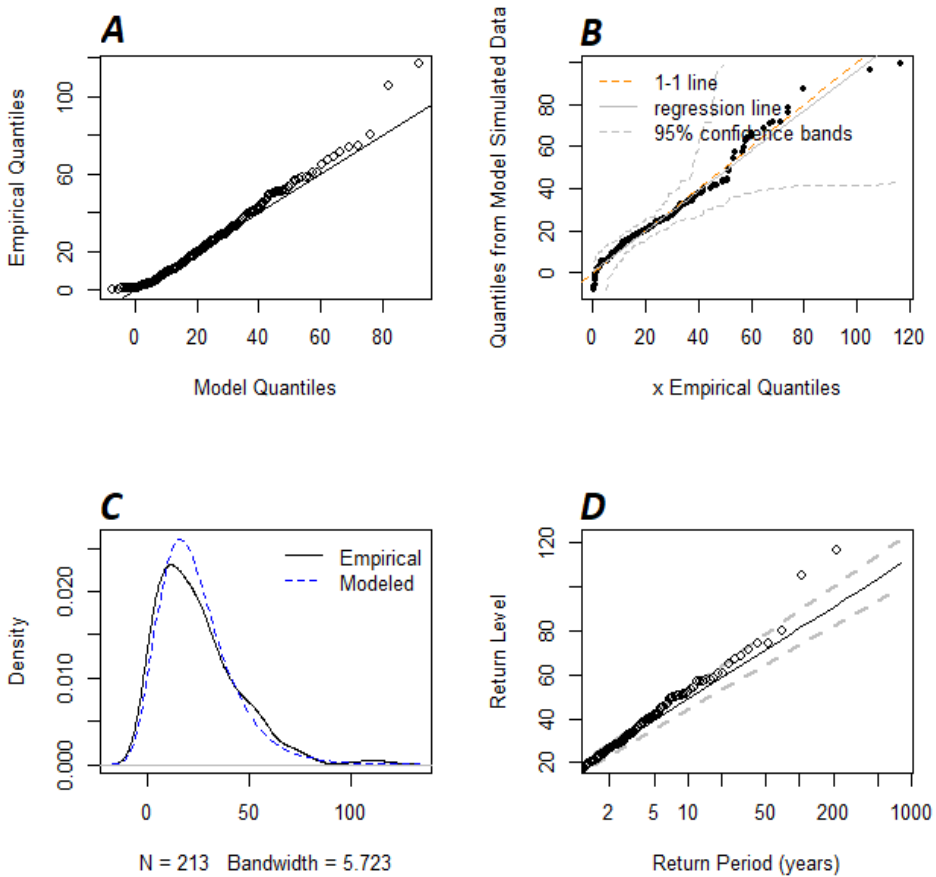 A
Empirical Quantiles
100
60
20
0
0 20 40 60 80
Model Quantiles
B
Quantiles from Model Simulated Data
80
60
40
20
0
1-1 line
regression line
95% confidence bands
0 20 40 60 80 100 120
x Empirical Quantiles
C
Density
0.020
0.010
0.000
Empirical
Modeled
0 50 100
N = 213 Bandwidth = 5.723
D
Return Level
120
80
60
40
20
2 5 10 50 200 1000
Return Period (years)